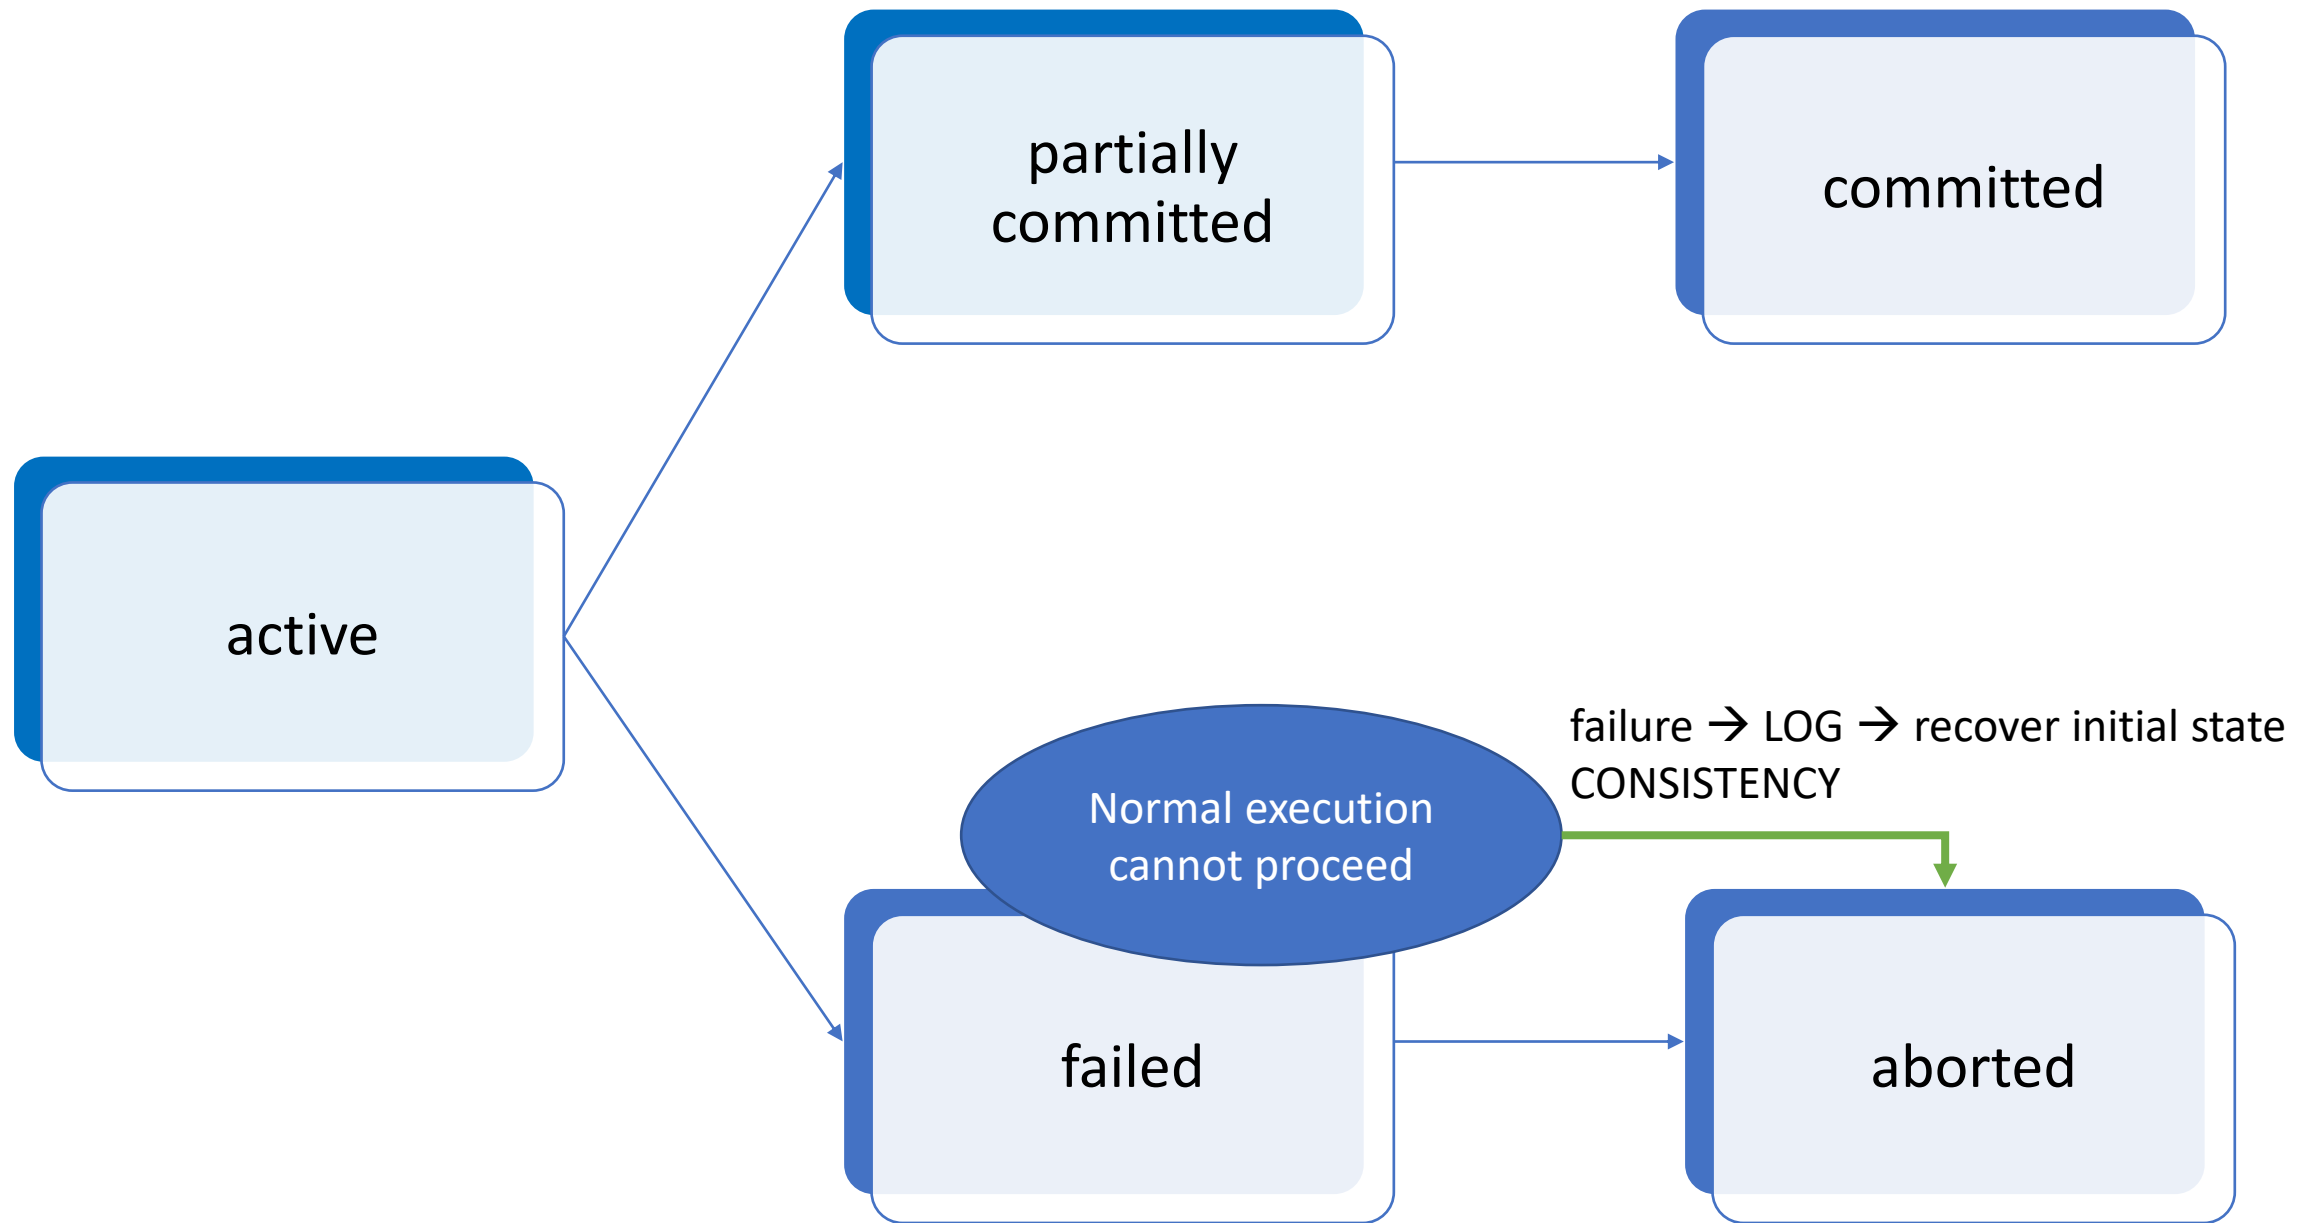 partially
committed
committed
active
failure → LOG → recover initial state
CONSISTENCY
Normal execution
cannot proceed
failed
aborted